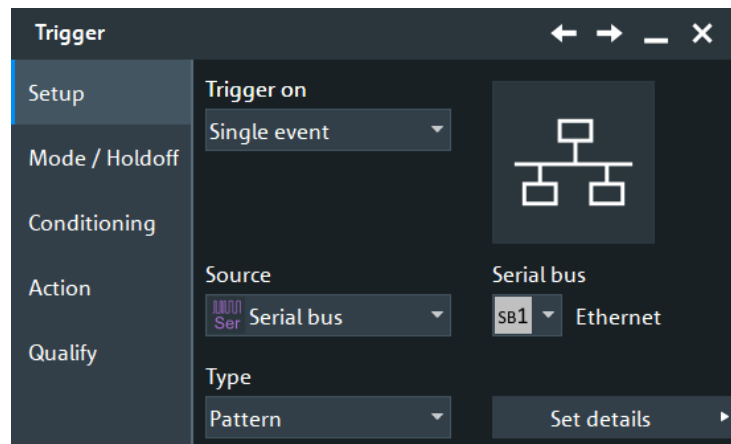 Trigger
Setup
Mode / Holdoff
Conditioning
Action
Qualify
Trigger on
Single event
Source
Ser Serial bus
Serial bus
SB1 Ethernet
Type
Pattern
Set details